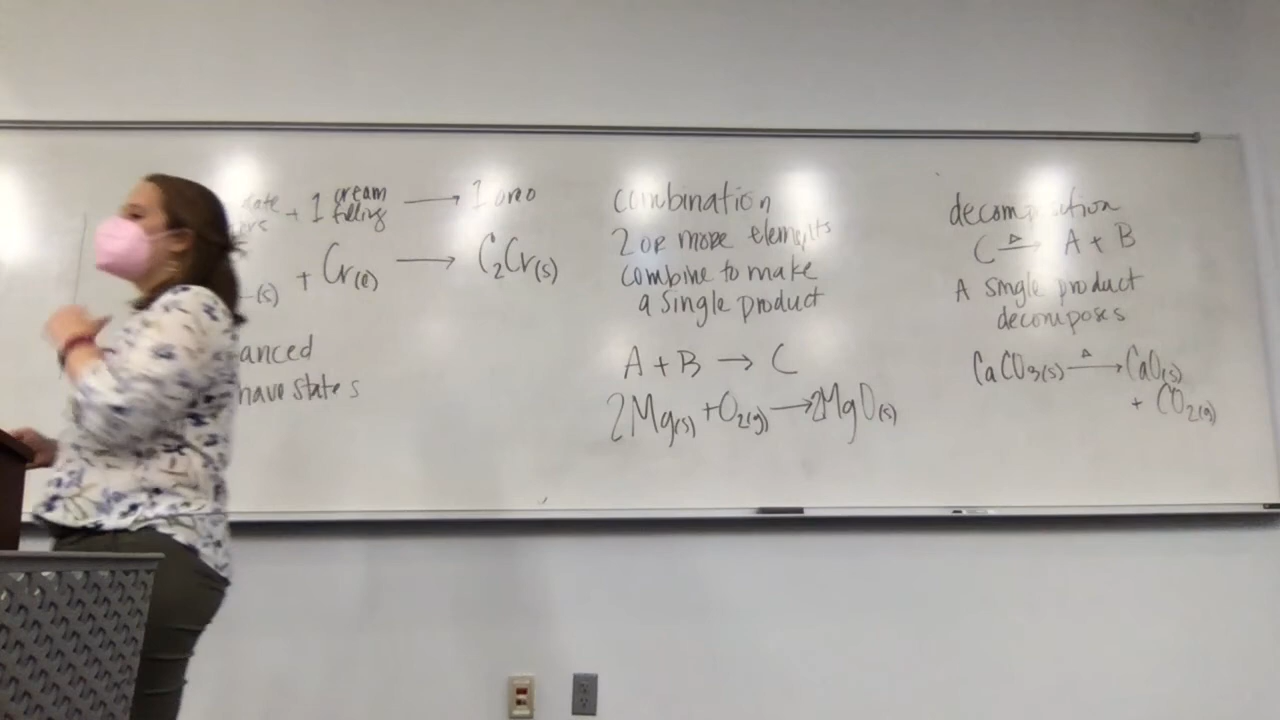 + 1 cream filling → 1 oreo
(s) + Cr(l) → C₂Cr(s)
anced
have states
combination
2 or more elements
combine to make
a single product
A + B → C
2Mg(s) + O₂(g) → 2MgO(s)
decomposition
C Δ→ A + B
A single product
decomposes
CaCO₃(s) Δ→ CaO(s)
+ CO₂(g)